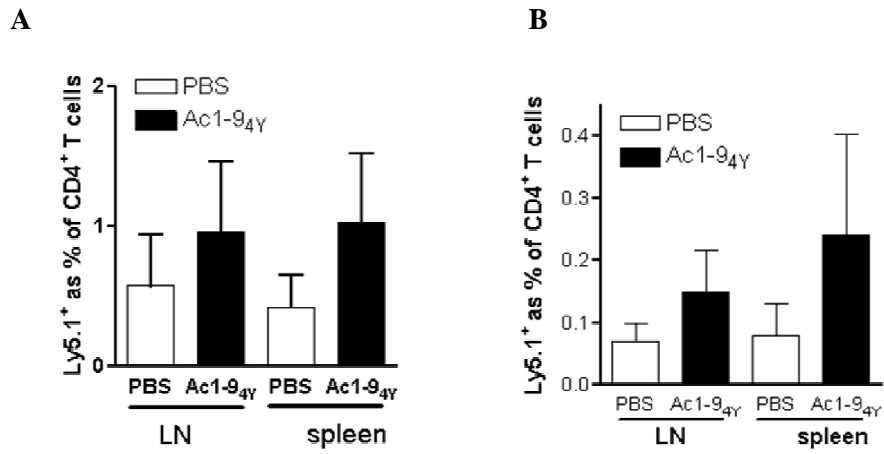 A
Ly5.1⁺ as % of CD4⁺ T cells
2
1
0
PBS
Ac1-9₄Y
PBS Ac1-9₄Y PBS Ac1-9₄Y
LN spleen
B
Ly5.1⁺ as % of CD4⁺ T cells
0.4
0.3
0.2
0.1
0.0
PBS
Ac1-9₄Y
PBS Ac1-9₄Y PBS Ac1-9₄Y
LN spleen